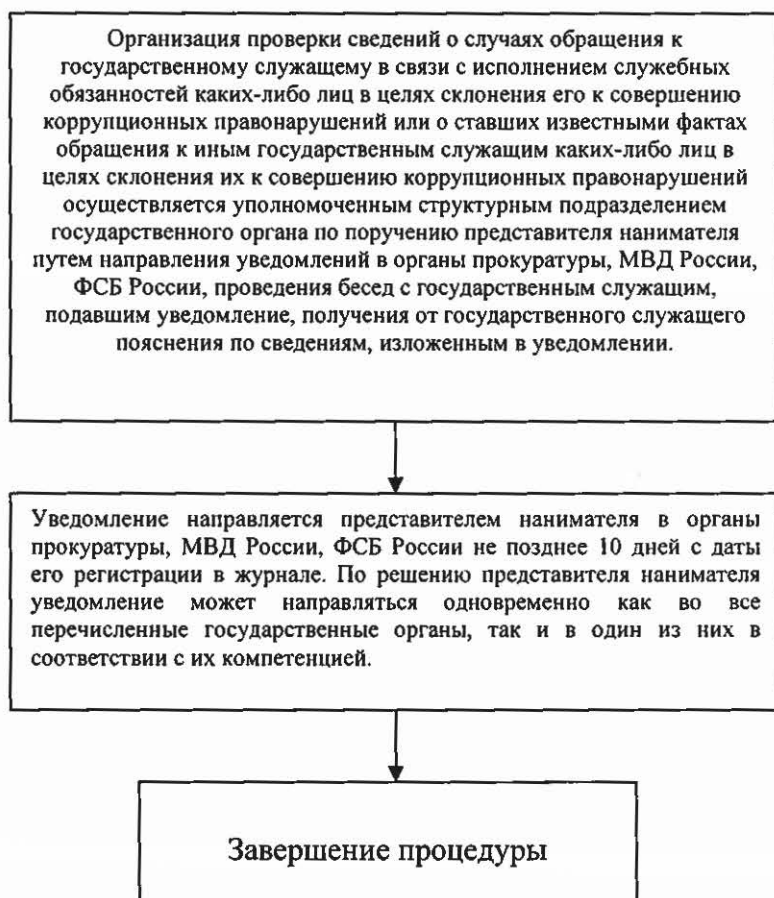 Организация проверки сведений о случаях обращения к
государственному служащему в связи с исполнением служебных
обязанностей каких-либо лиц в целях склонения его к совершению
коррупционных правонарушений или о ставших известными фактах
обращения к иным государственным служащим каких-либо лиц в
целях склонения их к совершению коррупционных правонарушений
осуществляется уполномоченным структурным подразделением
государственного органа по поручению представителя нанимателя
путем направления уведомлений в органы прокуратуры, МВД России,
ФСБ России, проведения бесед с государственным служащим,
подавшим уведомление, получения от государственного служащего
пояснения по сведениям, изложенным в уведомлении.
Уведомление направляется представителем нанимателя в органы
прокуратуры, МВД России, ФСБ России не позднее 10 дней с даты
его регистрации в журнале. По решению представителя нанимателя
уведомление может направляться одновременно как во все
перечисленные государственные органы, так и в один из них в
соответствии с их компетенцией.
Завершение процедуры